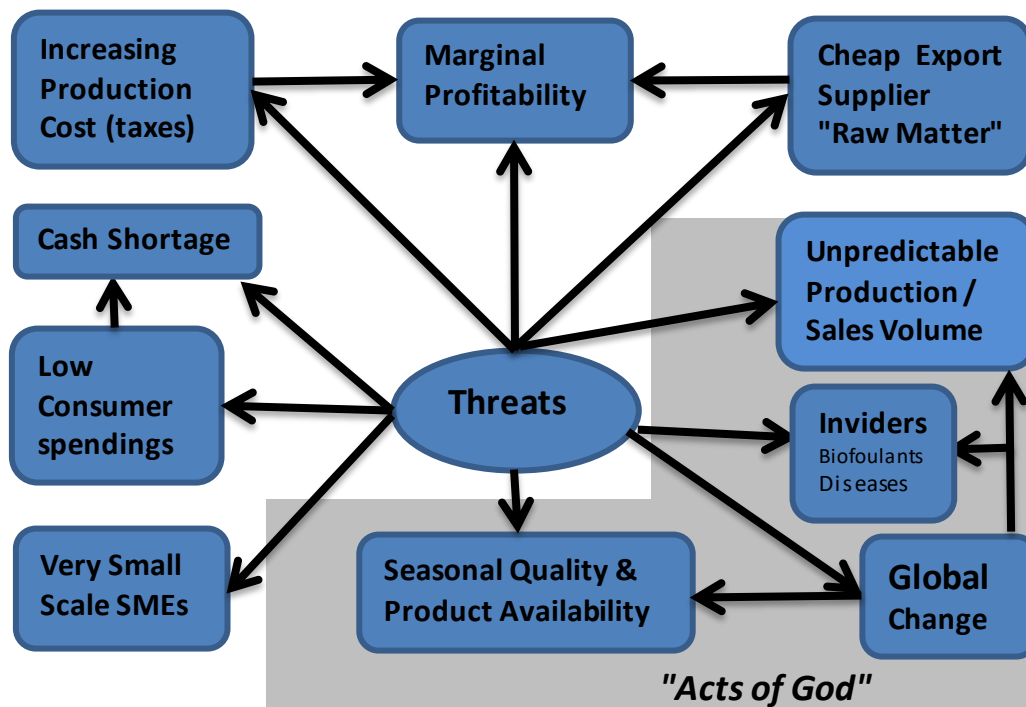 Increasing
Production
Cost (taxes)
Marginal
Profitability
Cheap Export
Supplier
"Raw Matter"
Cash Shortage
Unpredictable
Production /
Sales Volume
Low
Consumer
spendings
Threats
Inviders
Biofoulants
Diseases
Very Small
Scale SMEs
Seasonal Quality &
Product Availability
Global
Change
"Acts of God"